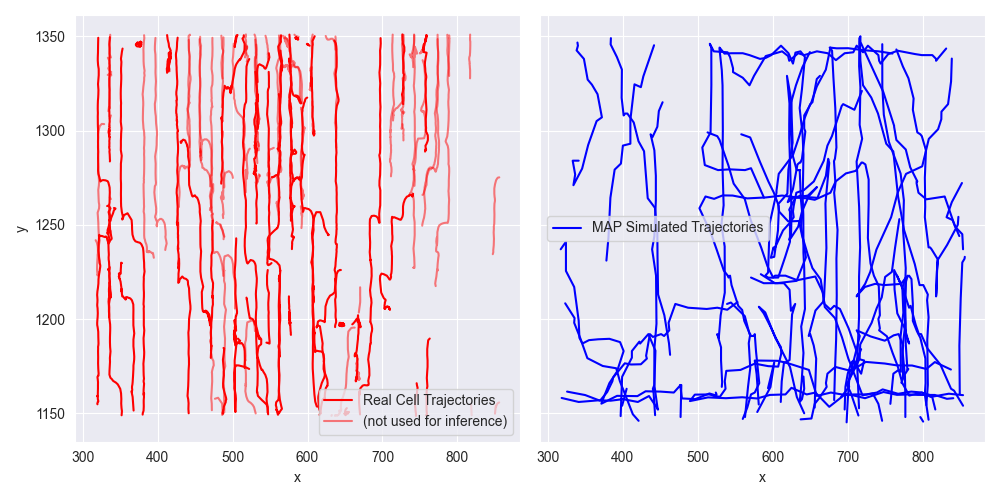 1350
1300
1250
1200
1150
y
300 400 500 600 700 800
x
Real Cell Trajectories
(not used for inference)
MAP Simulated Trajectories
300 400 500 600 700 800
x